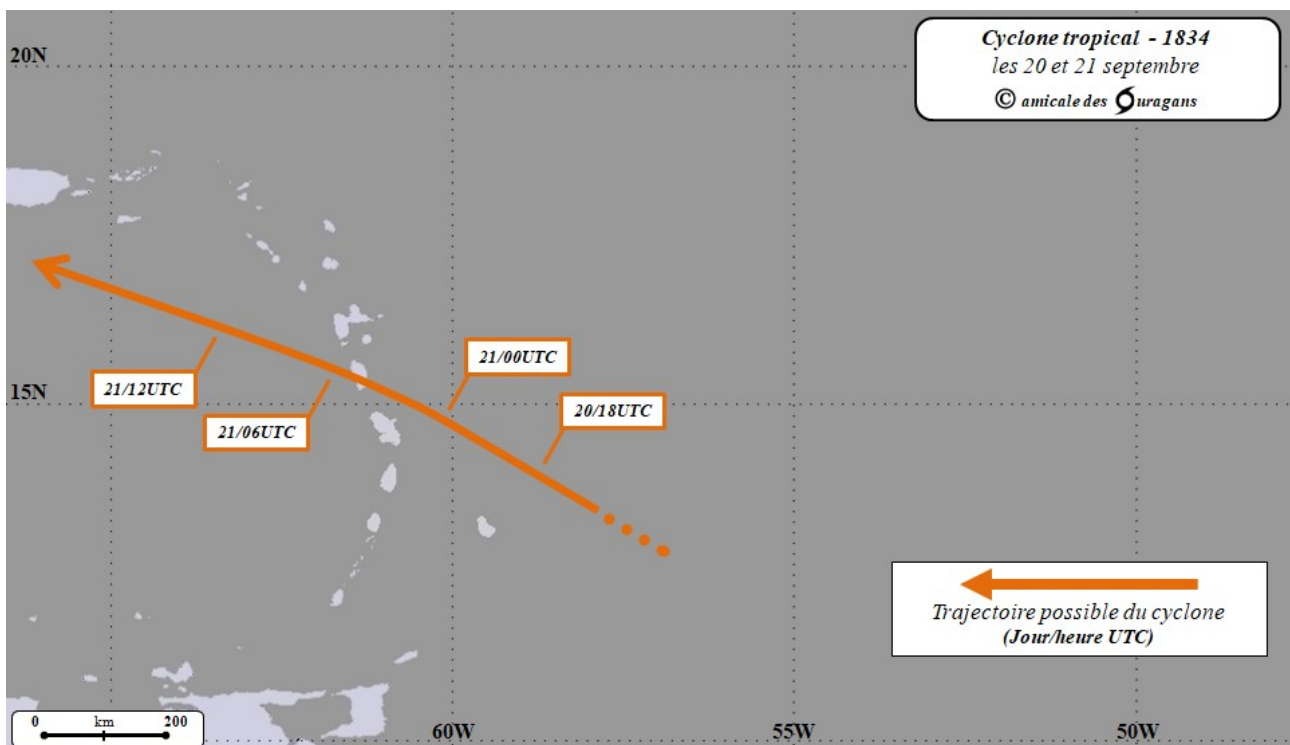 20N
Cyclone tropical - 1834
les 20 et 21 septembre
© amicale des Ouragans
21/00UTC
21/12UTC
15N
20/18UTC
21/06UTC
Trajectoire possible du cyclone
(Jour/heure UTC)
0 km 200
60W
55W
50W